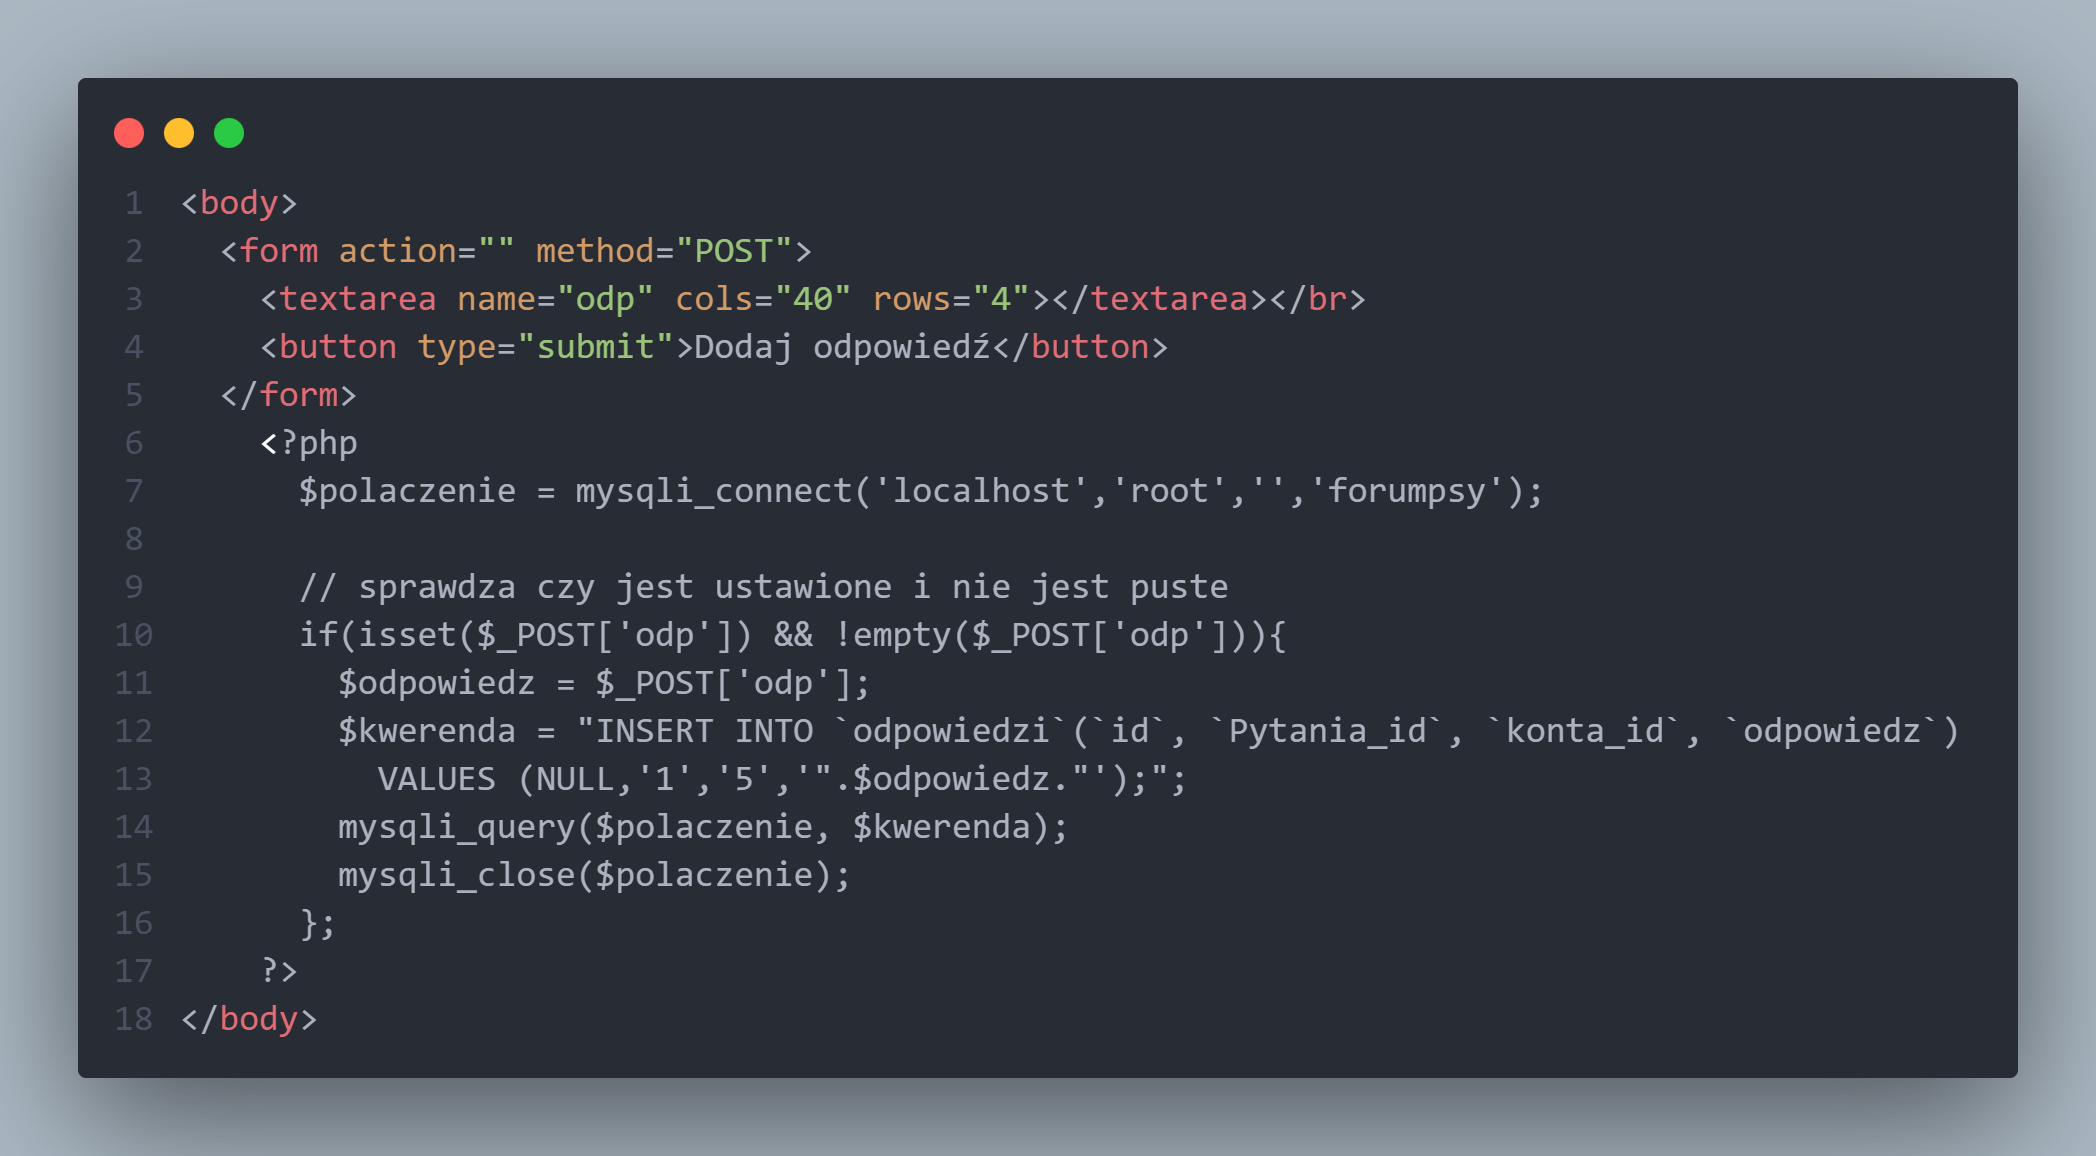 1 <body>
2   <form action="" method="POST">
3     <textarea name="odp" cols="40" rows="4"></textarea></br>
4     <button type="submit">Dodaj odpowiedź</button>
5   </form>
6     <?php
7       $polaczenie = mysqli_connect('localhost','root','','forumpsy');
8
9       // sprawdza czy jest ustawione i nie jest puste
10       if(isset($_POST['odp']) && !empty($_POST['odp'])){
11         $odpowiedz = $_POST['odp'];
12         $kwerenda = "INSERT INTO `odpowiedzi`(`id`, `Pytania_id`, `konta_id`, `odpowiedz`)
13           VALUES (NULL,'1','5','".$odpowiedz."');";
14         mysqli_query($polaczenie, $kwerenda);
15         mysqli_close($polaczenie);
16       };
17     ?>
18 </body>